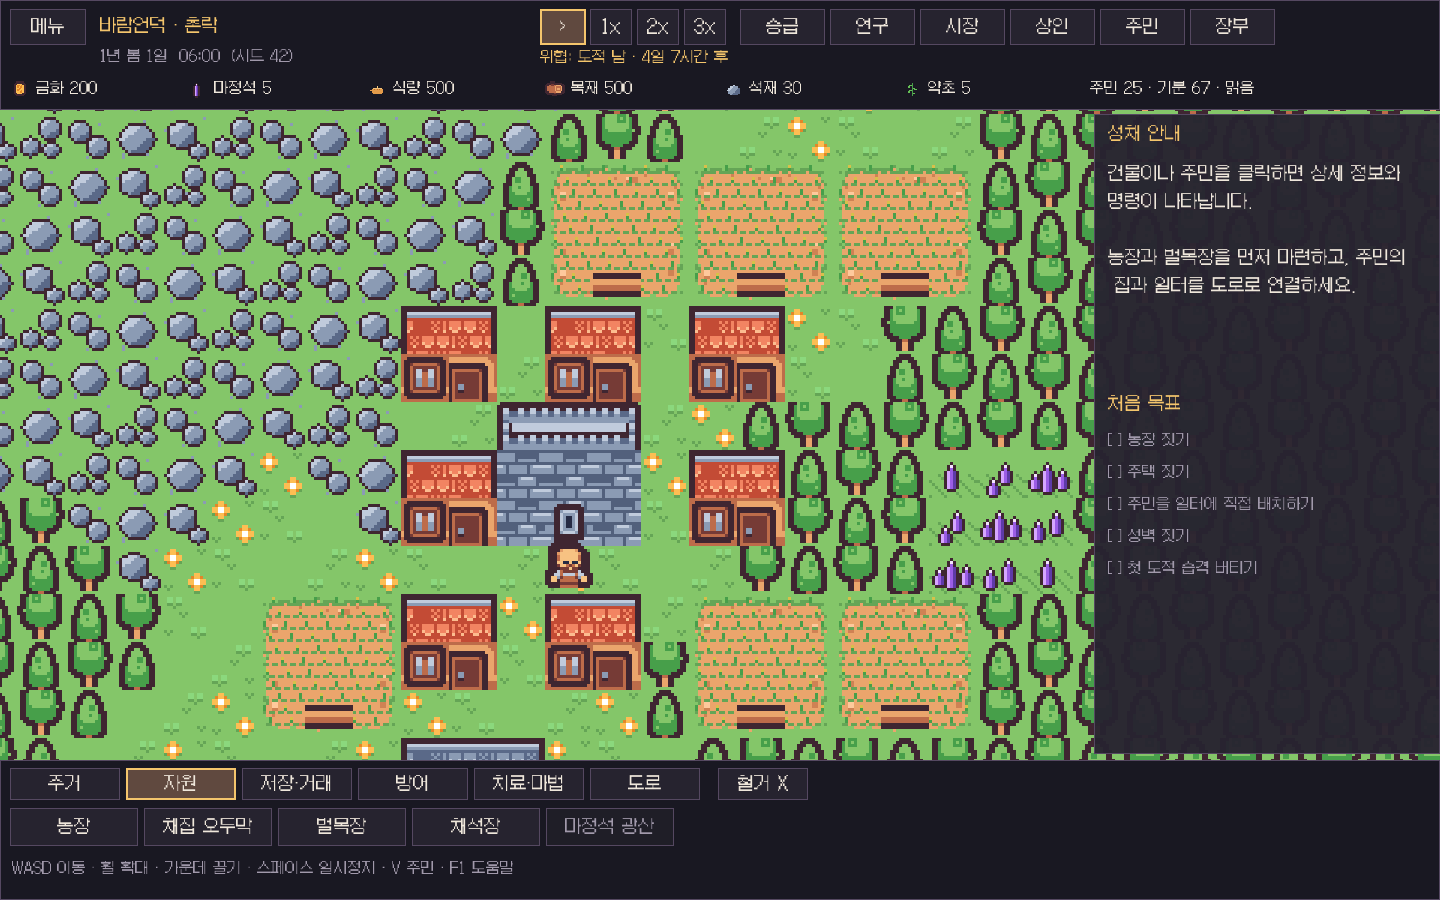 메뉴
바람언덕 · 촌락
1년 봄 1일 06:00 (시드 42)
> 1x 2x 3x
위협: 도적 남 · 4일 7시간 후
승급 연구 시장 상인 주민 장부
금화 200 마정석 5 식량 500 목재 500 석재 30 약초 5 주민 25 · 기분 67 · 맑음
성채 안내
건물이나 주민을 클릭하면 상세 정보와
명령이 나타납니다.
농장과 벌목장을 먼저 마련하고, 주민의
집과 일터를 도로로 연결하세요.
처음 목표
[ ] 농장 짓기
[ ] 주택 짓기
[ ] 주민을 일터에 직접 배치하기
[ ] 성벽 짓기
[ ] 첫 도적 습격 버티기
주거 자원 저장·거래 방어 치료·마법 도로 철거 X
농장 채집 오두막 벌목장 채석장 마정석 광산
WASD 이동 · 휠 확대 · 가운데 끌기 · 스페이스 일시정지 · V 주민 · F1 도움말